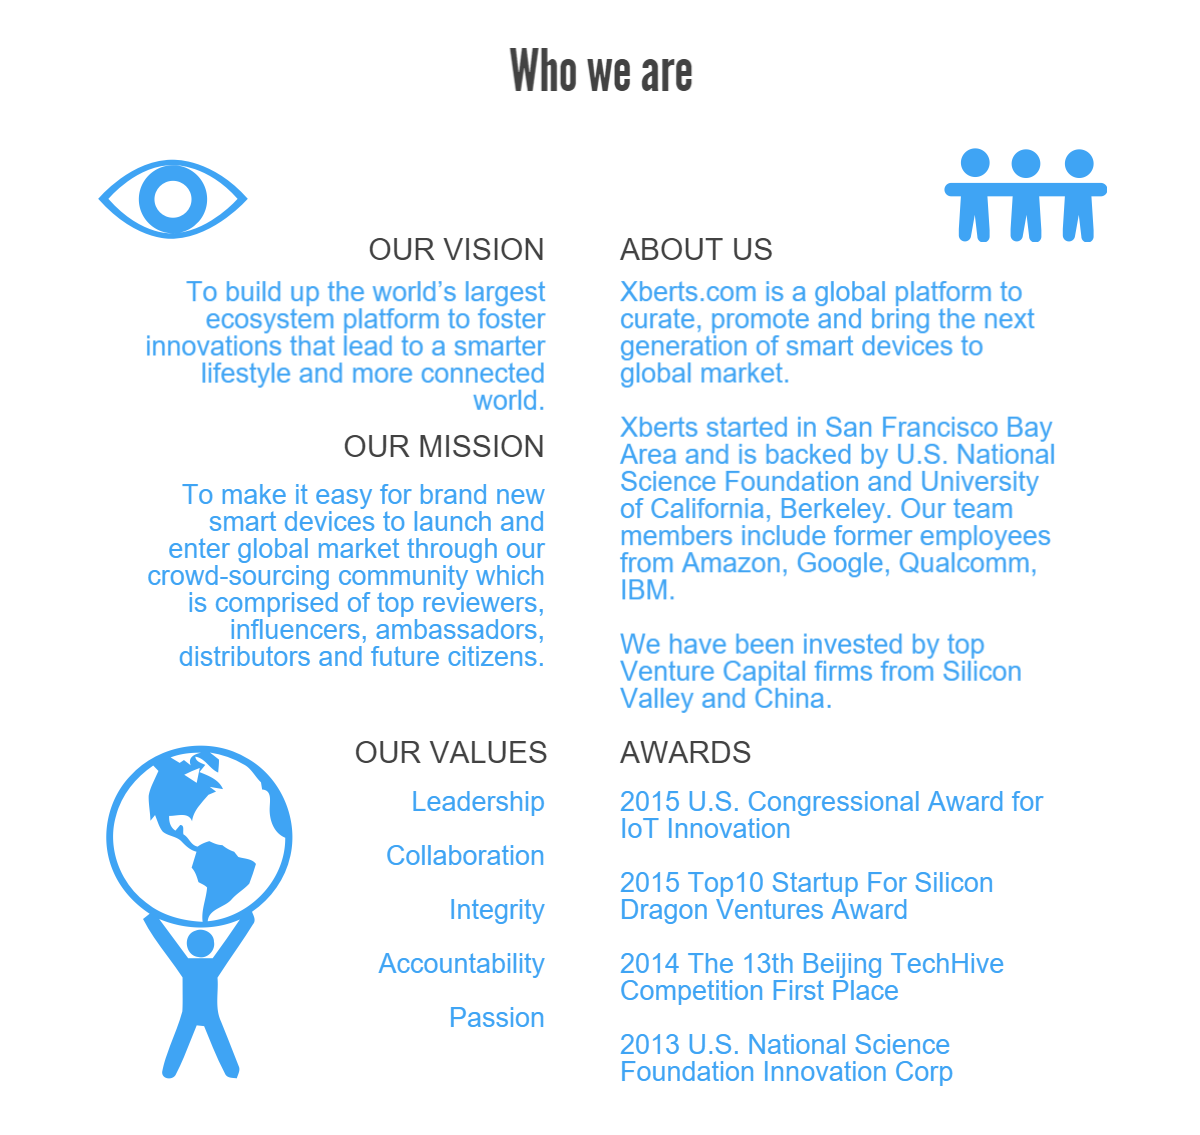 Who we are
OUR VISION
To build up the world’s largest
ecosystem platform to foster
innovations that lead to a smarter
lifestyle and more connected
world.
OUR MISSION
To make it easy for brand new
smart devices to launch and
enter global market through our
crowd-sourcing community which
is comprised of top reviewers,
influencers, ambassadors,
distributors and future citizens.
OUR VALUES
Leadership
Collaboration
Integrity
Accountability
Passion
ABOUT US
Xberts.com is a global platform to
curate, promote and bring the next
generation of smart devices to
global market.
Xberts started in San Francisco Bay
Area and is backed by U.S. National
Science Foundation and University
of California, Berkeley. Our team
members include former employees
from Amazon, Google, Qualcomm,
IBM.
We have been invested by top
Venture Capital firms from Silicon
Valley and China.
AWARDS
2015 U.S. Congressional Award for
IoT Innovation
2015 Top10 Startup For Silicon
Dragon Ventures Award
2014 The 13th Beijing TechHive
Competition First Place
2013 U.S. National Science
Foundation Innovation Corp